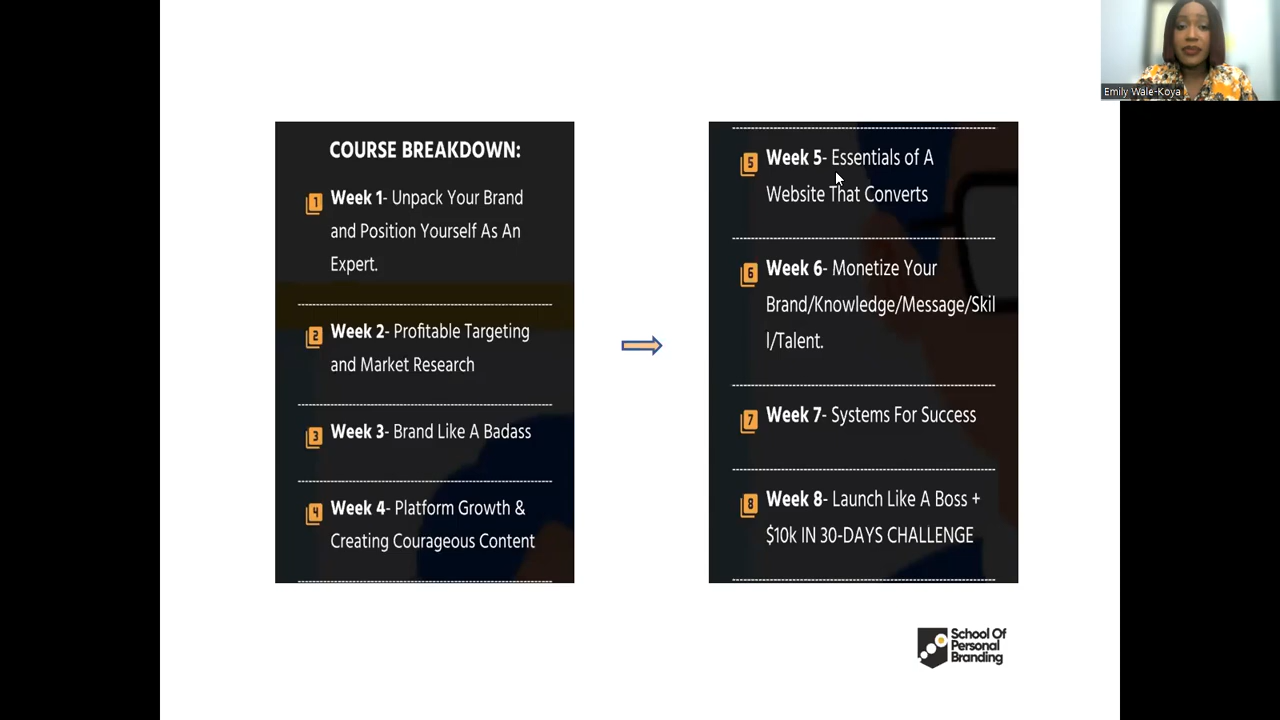 Emily Wale-Koya
COURSE BREAKDOWN:
1
Week 1- Unpack Your Brand
and Position Yourself As An
Expert.
2
Week 2- Profitable Targeting
and Market Research
3
Week 3- Brand Like A Badass
4
Week 4- Platform Growth &
Creating Courageous Content
5
Week 5- Essentials of A
Website That Converts
6
Week 6- Monetize Your
Brand/Knowledge/Message/Skil
l/Talent.
7
Week 7- Systems For Success
8
Week 8- Launch Like A Boss +
$10k IN 30-DAYS CHALLENGE
School Of
Personal
Branding